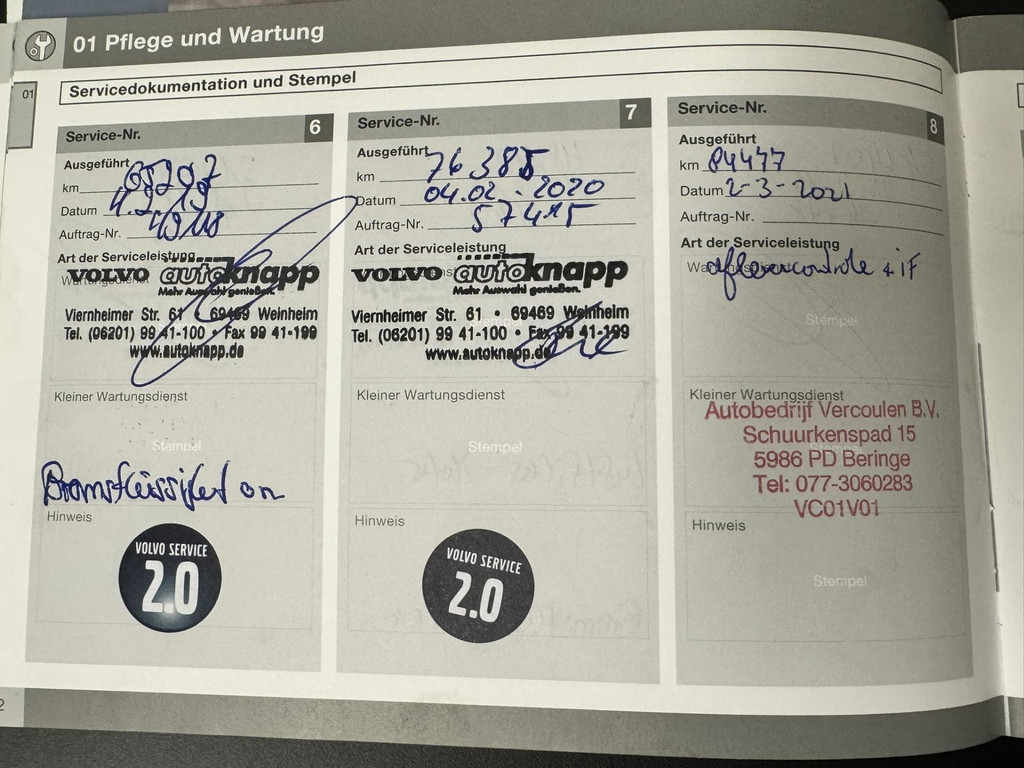 01 Pflege und Wartung
01
Servicedokumentation und Stempel
Service-Nr. 6
Ausgeführt
km
Datum 4.2.19
Auftrag-Nr.
Art der Serviceleistung
Wartungsdienst
VOLVO autoknapp
Mehr Auswahl genießen.
Viernheimer Str. 61 · 69469 Weinheim
Tel. (06201) 99 41-100 · Fax 99 41-199
www.autoknapp.de
Kleiner Wartungsdienst
Stempel
Hinweis
VOLVO SERVICE
2.0
Service-Nr. 7
Ausgeführt
km 76385
Datum 04.02.2020
Auftrag-Nr. 57415
Art der Serviceleistung
VOLVO autoknapp
Mehr Auswahl genießen.
Viernheimer Str. 61 • 69469 Weinheim
Tel. (06201) 99 41-100 • Fax 99 41-199
www.autoknapp.de
Kleiner Wartungsdienst
Stempel
Hinweis
VOLVO SERVICE
2.0
Service-Nr. 8
Ausgeführt
km 84477
Datum 2-3-2021
Auftrag-Nr.
Art der Serviceleistung
Stempel
Kleiner Wartungsdienst
Autobedrijf Vercoulen B.V.
Schuurkenspad 15
5986 PD Beringe
Tel: 077-3060283
VC01V01
Hinweis
Stempel
2